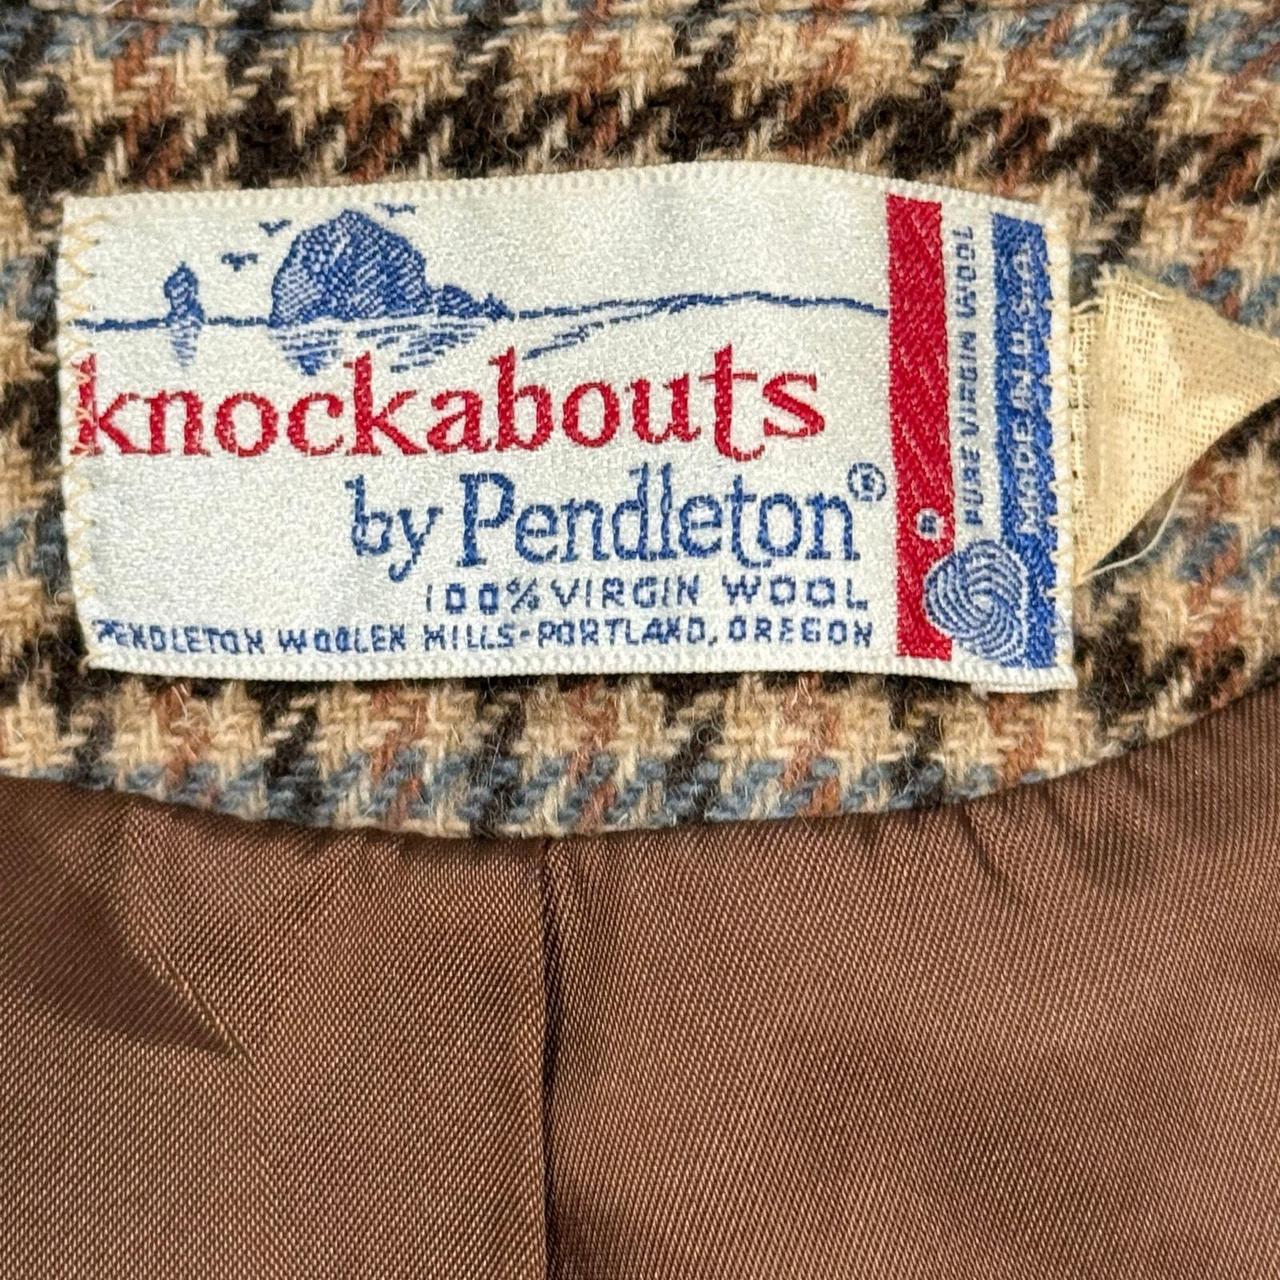 knockabouts
by Pendleton®
100% VIRGIN WOOL
PENDLETON WOOLEN MILLS-PORTLAND, OREGON
®
PURE VIRGIN WOOL
MADE IN U.S.A.